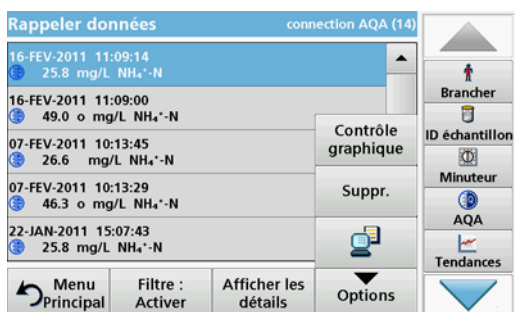 Rappeler données
connection AQA (14)
16-FEV-2011 11:09:14
25.8 mg/L NH₄⁺-N
16-FEV-2011 11:09:00
49.0 o mg/L NH₄⁺-N
07-FEV-2011 10:13:45
26.6 mg/L NH₄⁺-N
07-FEV-2011 10:13:29
46.3 o mg/L NH₄⁺-N
22-JAN-2011 15:07:43
25.8 mg/L NH₄⁺-N
Contrôle
graphique
Suppr.
Menu
Principal
Filtre :
Activer
Afficher les
détails
Options
Brancher
ID échantillon
Minuteur
AQA
Tendances